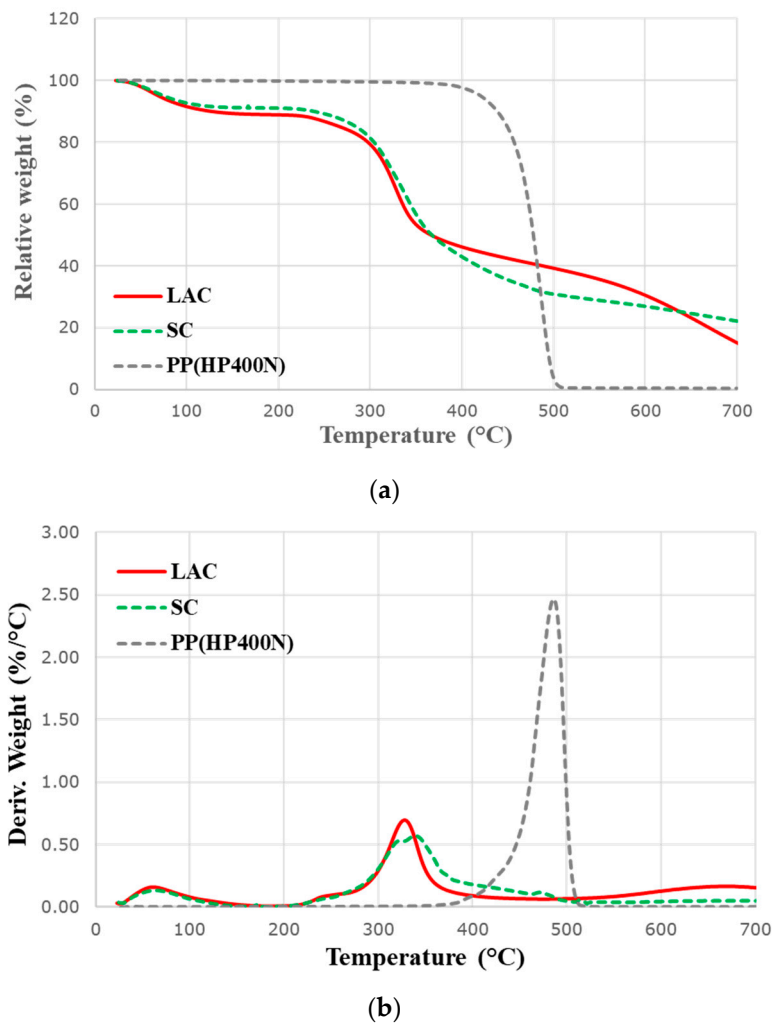 120
100
80
60
40
20
0
Relative weight (%)
LAC
SC
PP(HP400N)
0 100 200 300 400 500 600 700
Temperature (°C)
(a)
3.00
2.50
2.00
1.50
1.00
0.50
0.00
Deriv. Weight (%/°C)
LAC
SC
PP(HP400N)
0 100 200 300 400 500 600 700
Temperature (°C)
(b)